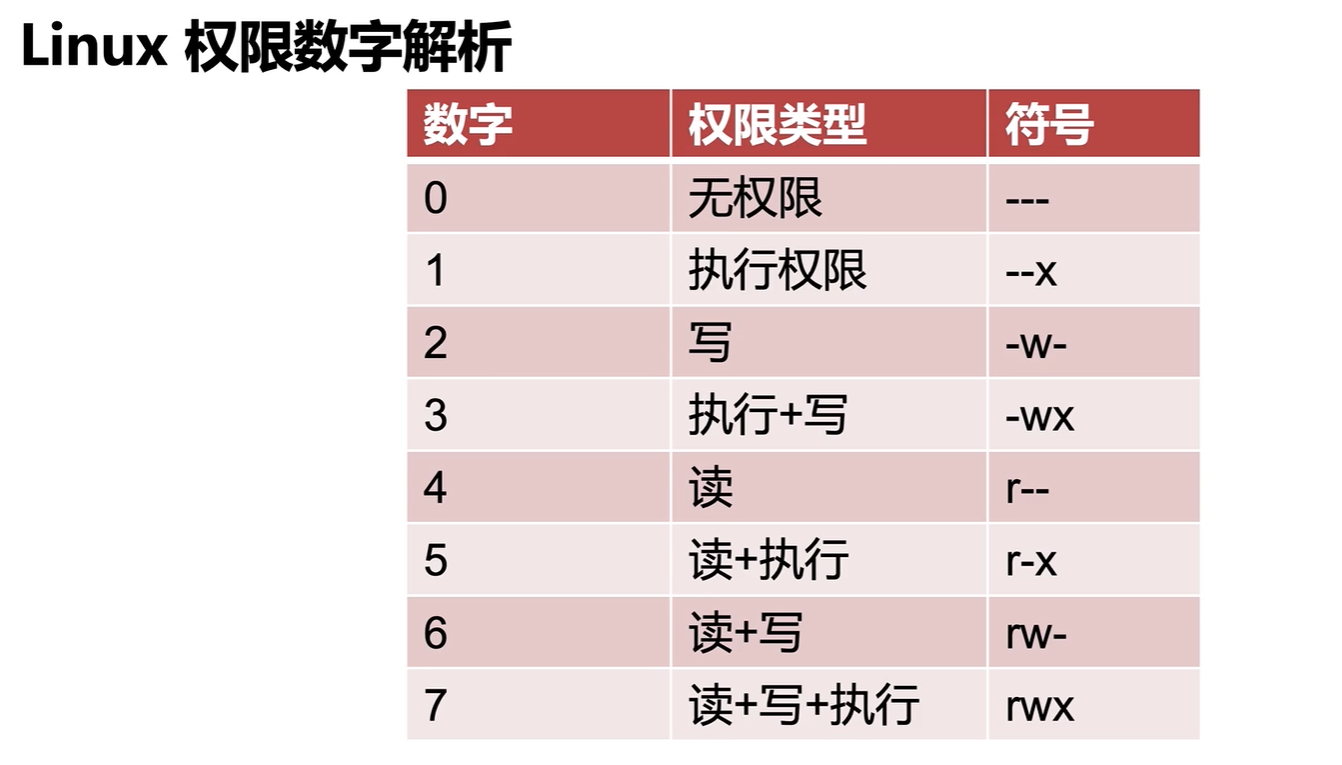 Linux 权限数字解析
数字 权限类型 符号
0 无权限 ---
1 执行权限 --x
2 写 -w-
3 执行+写 -wx
4 读 r--
5 读+执行 r-x
6 读+写 rw-
7 读+写+执行 rwx